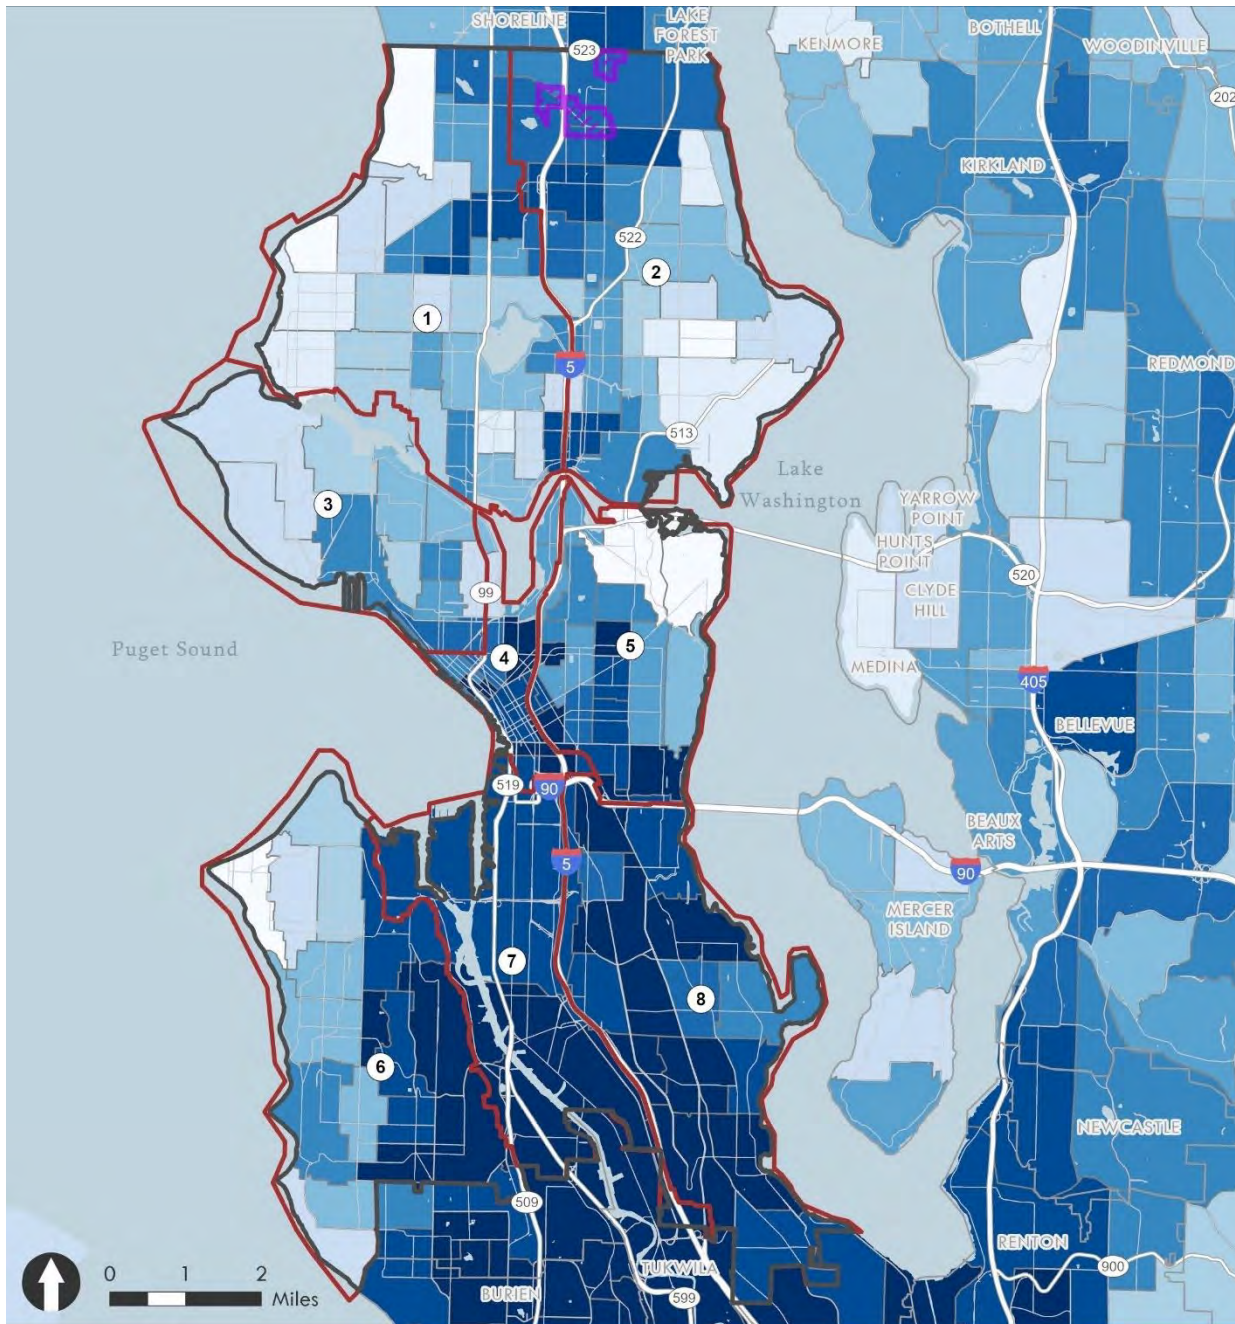 SHORELINE
LAKE
FOREST
PARK
KENMORE
BOTHELL
WOODINVILLE
523
202
KIRKLAND
522
2
1
5
REDMOND
513
Lake
Washington
3
YARROW
POINT
HUNTS
POINT
520
CLYDE
HILL
99
Puget Sound
4
5
MEDINA
405
BELLEVUE
519
90
BEAUX
ARTS
5
90
MERCER
ISLAND
7
8
6
NEWCASTLE
509
RENTON
900
TUKWILA
BURIEN
599
0 1 2
Miles